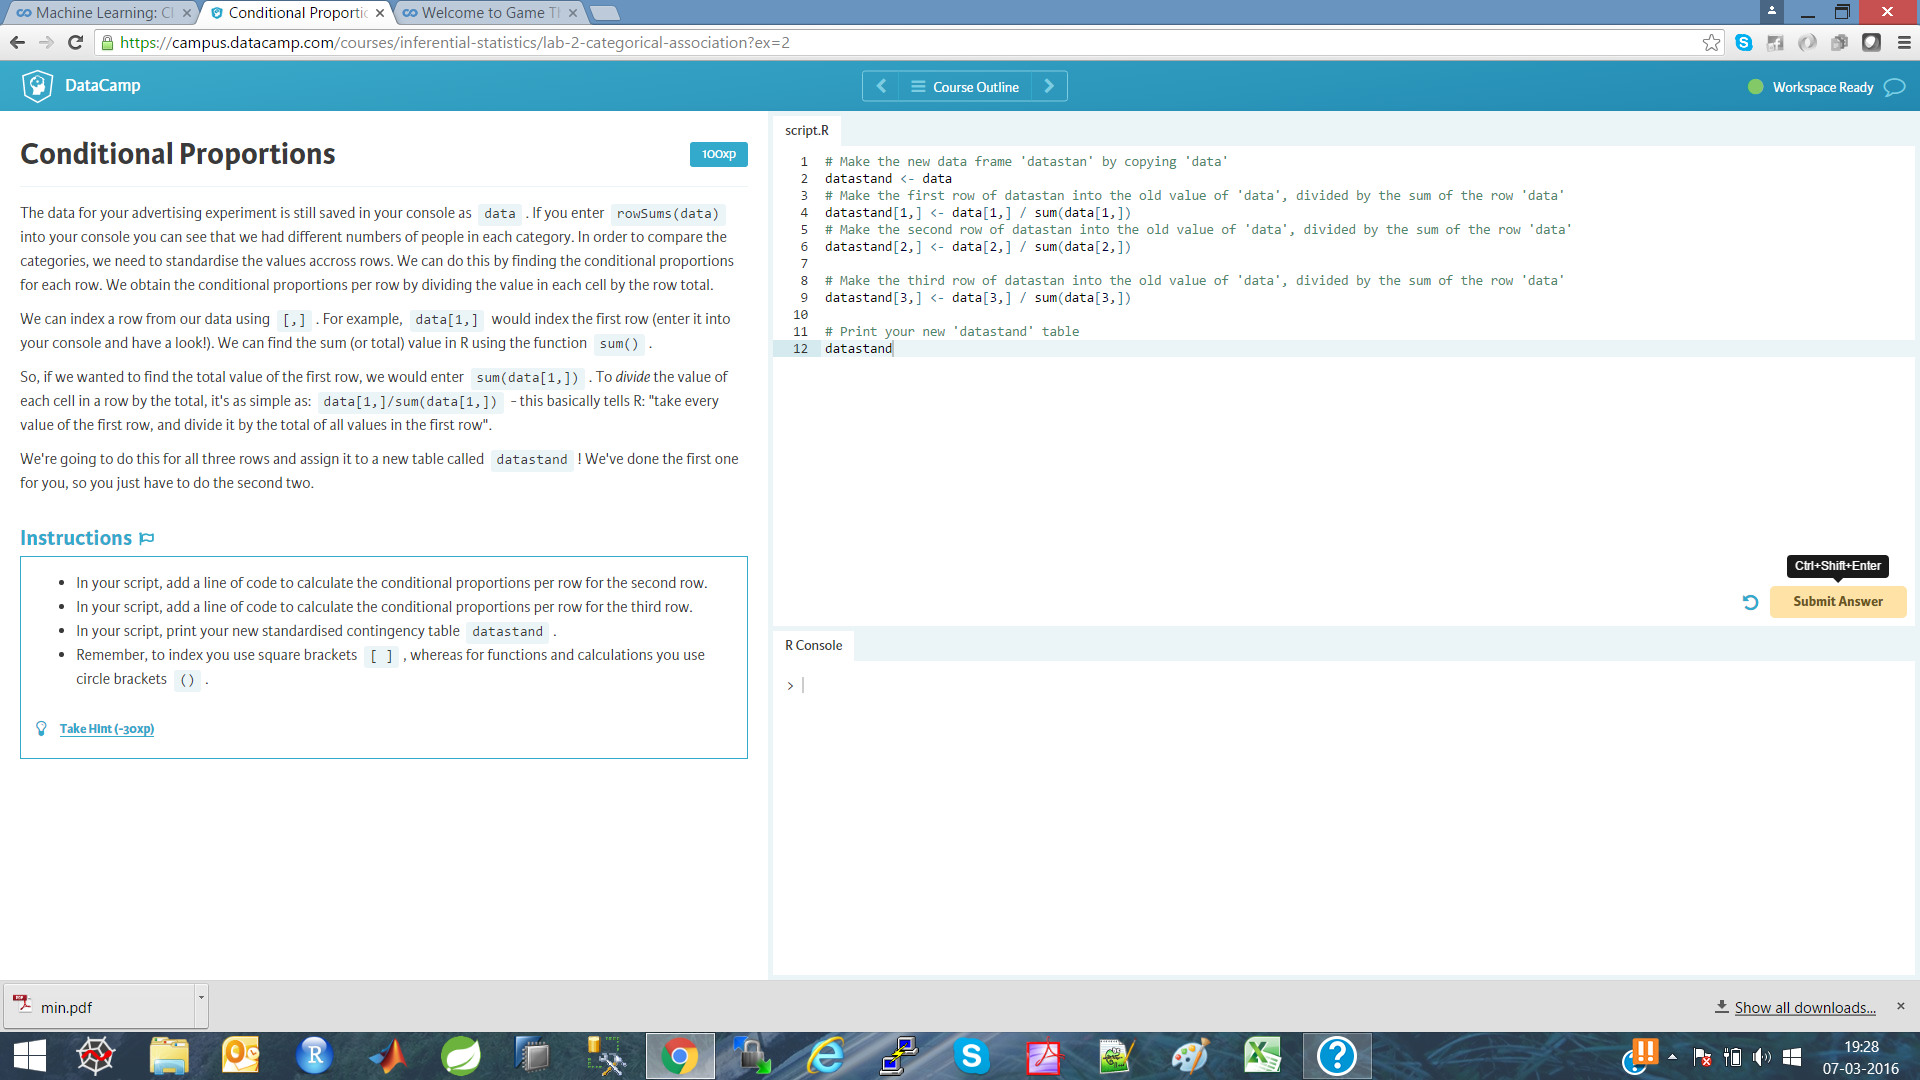 Machine Learning: Cl
Conditional Proportio
Welcome to Game Th
https://campus.datacamp.com/courses/inferential-statistics/lab-2-categorical-association?ex=2
DataCamp
Course Outline
Workspace Ready
Conditional Proportions
100xp
The data for your advertising experiment is still saved in your console as data . If you enter rowSums(data)
into your console you can see that we had different numbers of people in each category. In order to compare the
categories, we need to standardise the values accross rows. We can do this by finding the conditional proportions
for each row. We obtain the conditional proportions per row by dividing the value in each cell by the row total.
We can index a row from our data using [,] . For example, data[1,] would index the first row (enter it into
your console and have a look!). We can find the sum (or total) value in R using the function sum() .
So, if we wanted to find the total value of the first row, we would enter sum(data[1,]) . To divide the value of
each cell in a row by the total, it's as simple as: data[1,]/sum(data[1,]) - this basically tells R: "take every
value of the first row, and divide it by the total of all values in the first row".
We're going to do this for all three rows and assign it to a new table called datastand ! We've done the first one
for you, so you just have to do the second two.
Instructions
• In your script, add a line of code to calculate the conditional proportions per row for the second row.
• In your script, add a line of code to calculate the conditional proportions per row for the third row.
• In your script, print your new standardised contingency table datastand .
• Remember, to index you use square brackets [ ] , whereas for functions and calculations you use
circle brackets () .
Take Hint (-30xp)
script.R
1 # Make the new data frame 'datastan' by copying 'data'
2 datastand <- data
3 # Make the first row of datastan into the old value of 'data', divided by the sum of the row 'data'
4 datastand[1,] <- data[1,] / sum(data[1,])
5 # Make the second row of datastan into the old value of 'data', divided by the sum of the row 'data'
6 datastand[2,] <- data[2,] / sum(data[2,])
7
8 # Make the third row of datastan into the old value of 'data', divided by the sum of the row 'data'
9 datastand[3,] <- data[3,] / sum(data[3,])
10
11 # Print your new 'datastand' table
12 datastand
Ctrl+Shift+Enter
Submit Answer
R Console
>
min.pdf
Show all downloads...
19:28
07-03-2016